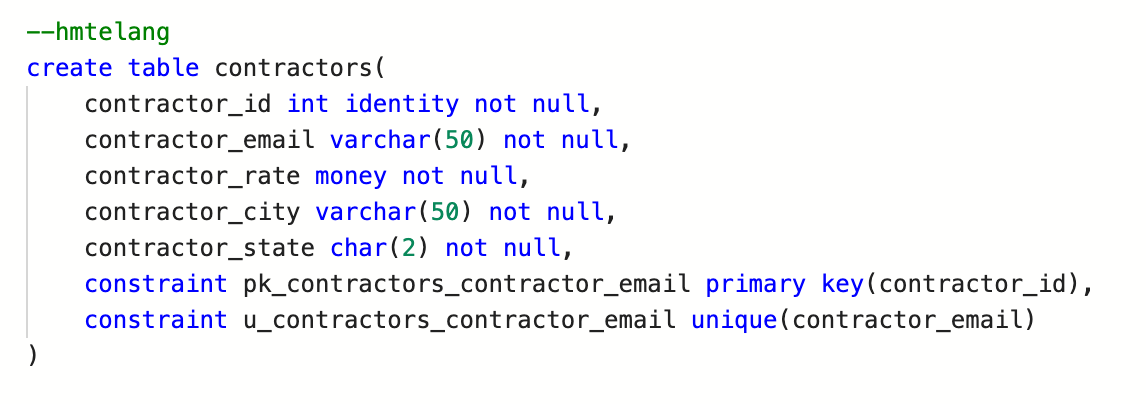 --hmtelang
create table contractors(
    contractor_id int identity not null,
    contractor_email varchar(50) not null,
    contractor_rate money not null,
    contractor_city varchar(50) not null,
    contractor_state char(2) not null,
    constraint pk_contractors_contractor_email primary key(contractor_id),
    constraint u_contractors_contractor_email unique(contractor_email)
)